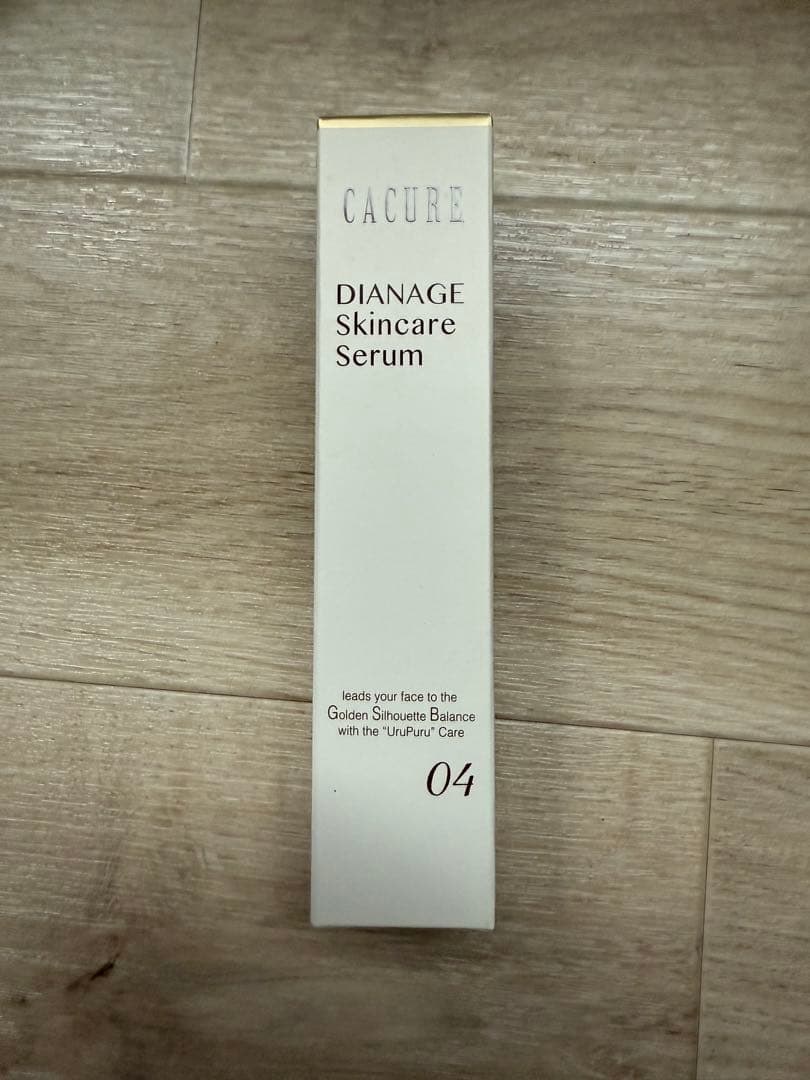 CACURE
DIANAGE
Skincare
Serum
leads your face to the
Golden Silhouette Balance
with the "UruPuru" Care
04